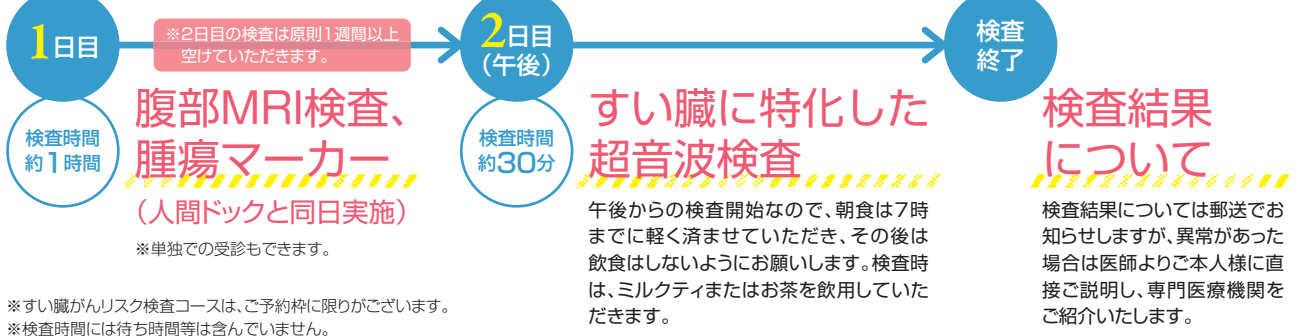 1日目
※2日目の検査は原則1週間以上
空けていただきます。
検査時間
約1時間
腹部MRI検査、
腫瘍マーカー
（人間ドックと同日実施）
※単独での受診もできます。
2日目
（午後）
検査時間
約30分
すい臓に特化した
超音波検査
午後からの検査開始なので、朝食は7時
までに軽く済ませていただき、その後は
飲食はしないようにお願いします。検査時
は、ミルクティまたはお茶を飲用していた
だきます。
検査
終了
検査結果
について
検査結果については郵送でお
知らせしますが、異常があった
場合は医師よりご本人様に直
接ご説明し、専門医療機関を
ご紹介いたします。
※すい臓がんリスク検査コースは、ご予約枠に限りがございます。
※検査時間には待ち時間等は含んでいません。